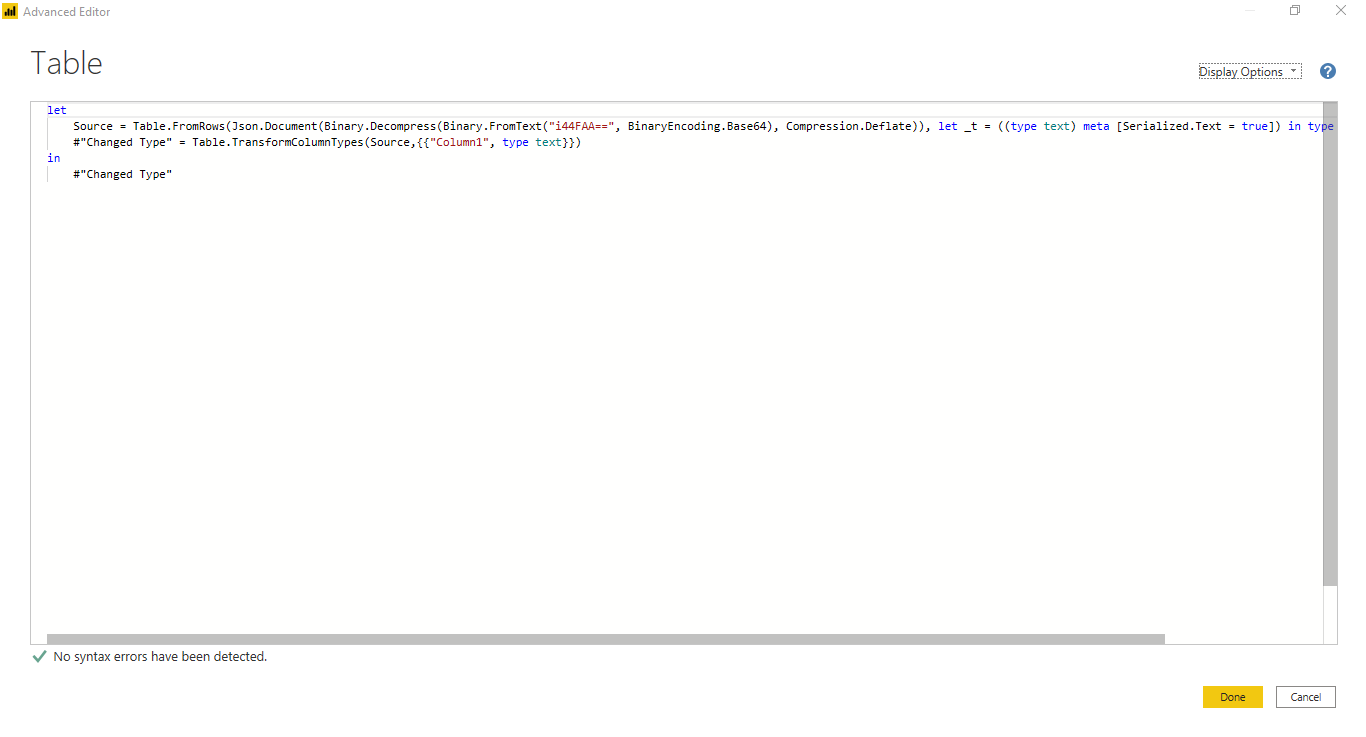 Advanced Editor
Table
Display Options
?
let
Source = Table.FromRows(Json.Document(Binary.Decompress(Binary.FromText("i44FAA==", BinaryEncoding.Base64), Compression.Deflate)), let _t = ((type text) meta [Serialized.Text = true]) in type
#"Changed Type" = Table.TransformColumnTypes(Source,{{"Column1", type text}})
in
#"Changed Type"
No syntax errors have been detected.
Done
Cancel